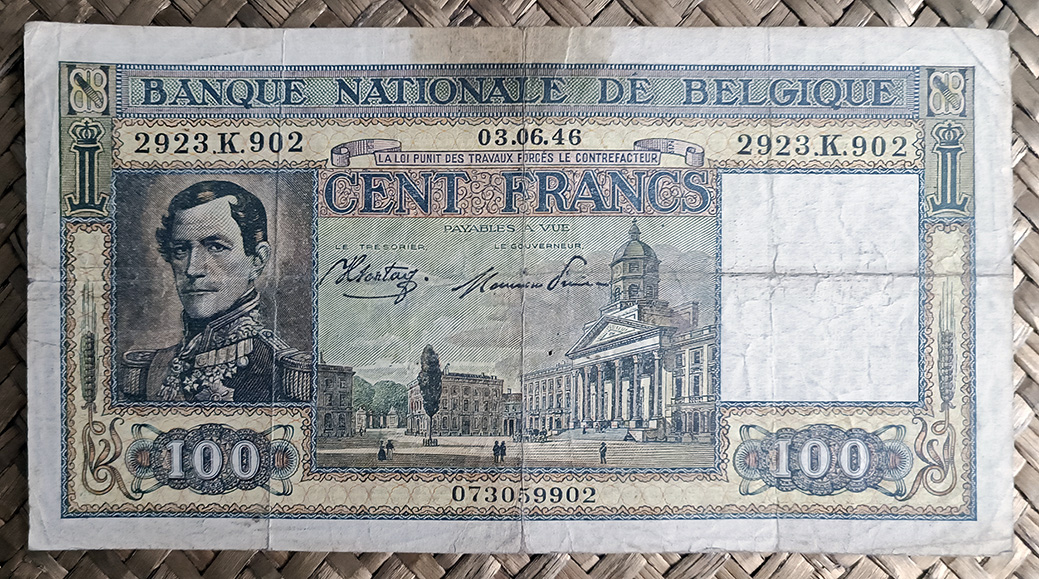 BANQUE NATIONALE DE BELGIQUE
2923.K.902 03.06.46 2923.K.902
LA LOI PUNIT DES TRAVAUX FORCÉS LE CONTREFACTEUR
CENT FRANCS
PAYABLES A VUE
LE TRÉSORIER LE GOUVERNEUR
100 100
073059902